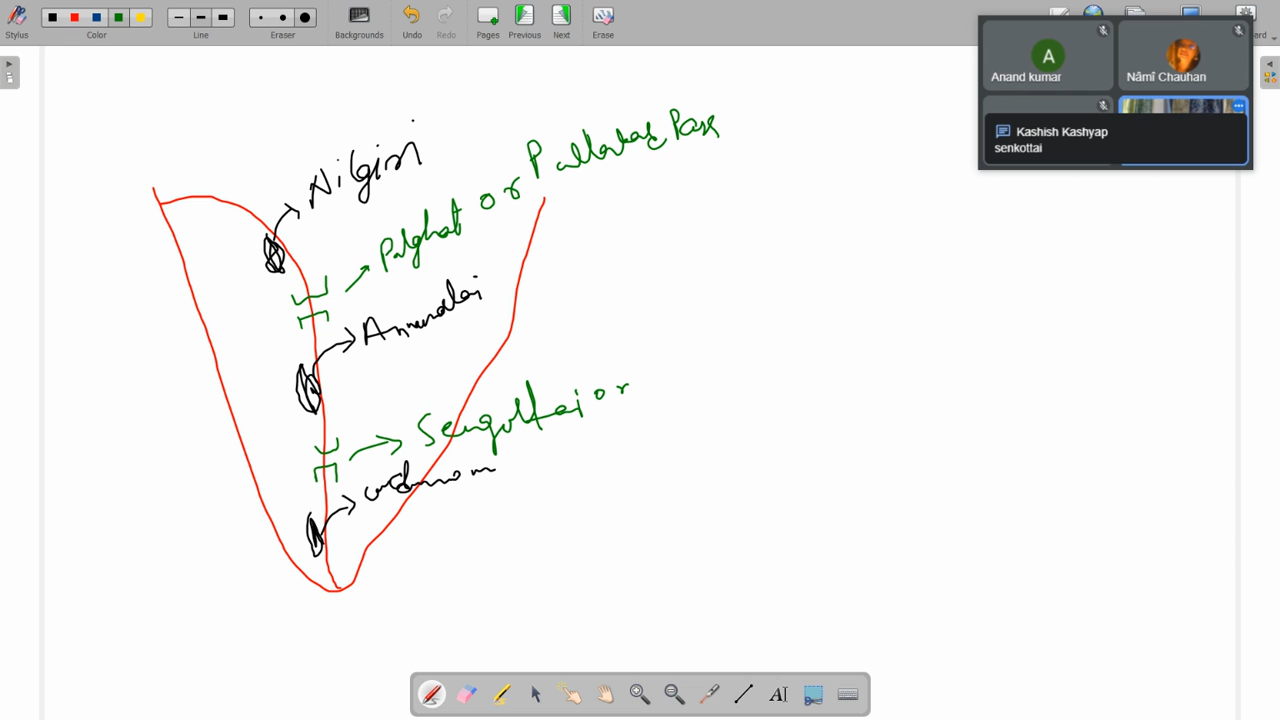 Stylus
Color
Line
Eraser
Backgrounds
Undo
Redo
Pages
Previous
Next
Erase
A
Anand kumar
Nâmî Chauhan
Kashish Kashyap
senkottai
Nilgiri
Palghat or Pallakad Pass
Annamalai
Sengottai or